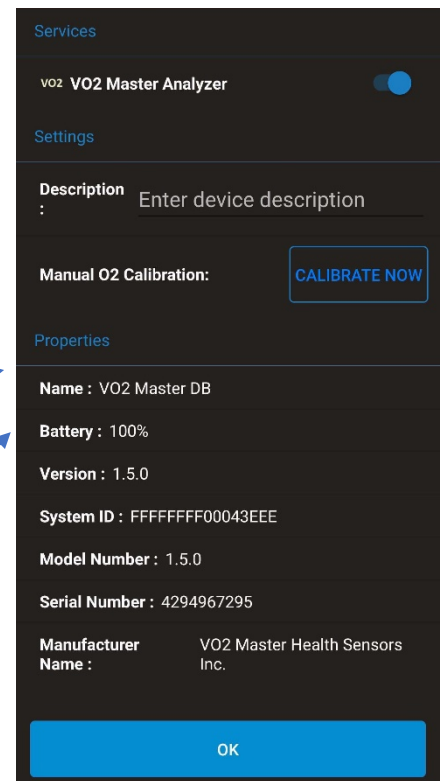 Services
VO2 VO2 Master Analyzer
Settings
Description
: Enter device description
Manual O2 Calibration: CALIBRATE NOW
Properties
Name : VO2 Master DB
Battery : 100%
Version : 1.5.0
System ID : FFFFFFFF00043EEE
Model Number : 1.5.0
Serial Number : 4294967295
Manufacturer VO2 Master Health Sensors
Name : Inc.
OK